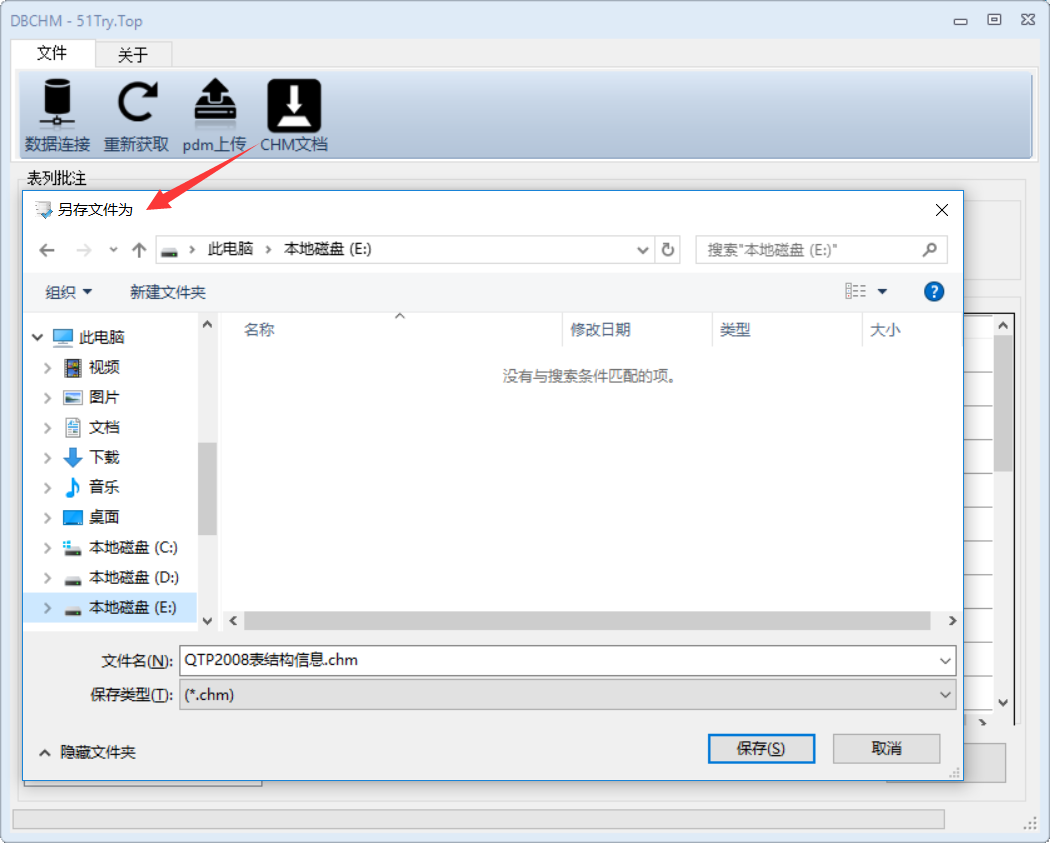 DBCHM - 51Try.Top
文件 关于
数据连接 重新获取 pdm上传 CHM文档
表列批注
另存文件为
此电脑 本地磁盘 (E:) 搜索"本地磁盘 (E:)"
组织 新建文件夹
名称 修改日期 类型 大小
没有与搜索条件匹配的项。
此电脑
视频
图片
文档
下载
音乐
桌面
本地磁盘 (C:)
本地磁盘 (D:)
本地磁盘 (E:)
文件名(N): QTP2008表结构信息.chm
保存类型(T): (*.chm)
隐藏文件夹 保存(S) 取消